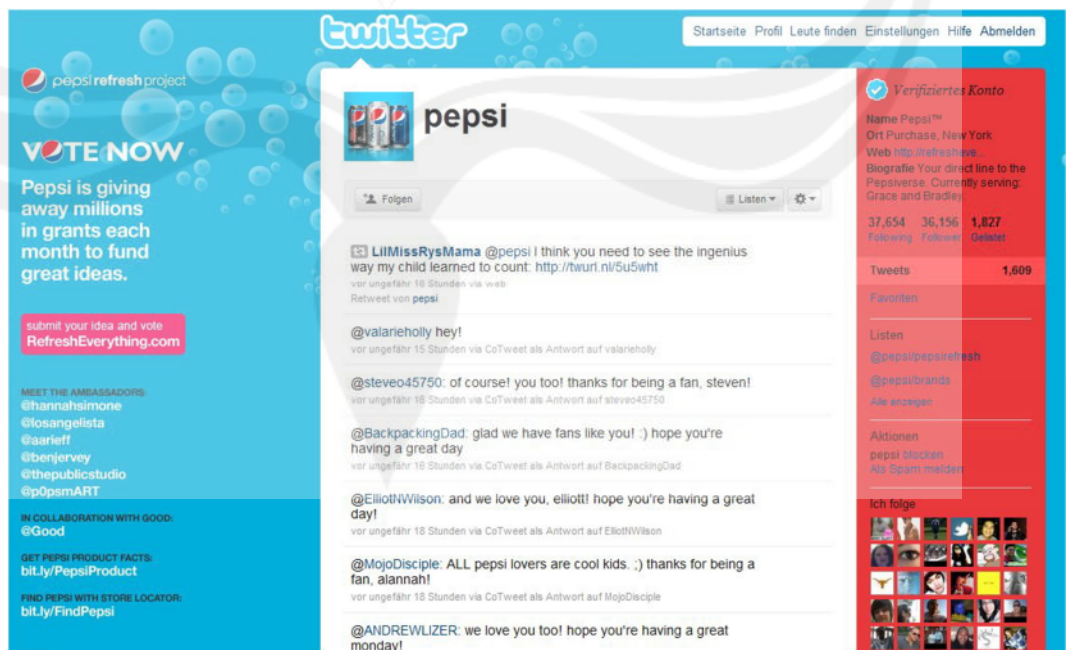 twitter
Startseite Profil Leute finden Einstellungen Hilfe Abmelden
pepsi refresh project
VOTE NOW
Pepsi is giving
away millions
in grants each
month to fund
great ideas.
submit your idea and vote
RefreshEverything.com
MEET THE AMBASSADORS:
@hannahsimone
@losangelista
@aarieff
@benjervey
@thepublicstudio
@p0psmART
IN COLLABORATION WITH GOOD:
@Good
GET PEPSI PRODUCT FACTS:
bit.ly/PepsiProduct
FIND PEPSI WITH STORE LOCATOR:
bit.ly/FindPepsi
pepsi
Folgen
Listen
LilMissRysMama @pepsi I think you need to see the ingenius
way my child learned to count: http://twurl.nl/5u5wht
vor ungefähr 16 Stunden via web
Retweet von pepsi
@valarieholly hey!
vor ungefähr 15 Stunden via CoTweet als Antwort auf valarieholly
@steveo45750: of course! you too! thanks for being a fan, steven!
vor ungefähr 18 Stunden via CoTweet als Antwort auf steveo45750
@BackpackingDad: glad we have fans like you! :) hope you're
having a great day
vor ungefähr 18 Stunden via CoTweet als Antwort auf BackpackingDad
@ElliotNWilson: and we love you, elliott! hope you're having a great
day!
vor ungefähr 18 Stunden via CoTweet als Antwort auf ElliotNWilson
@MojoDisciple: ALL pepsi lovers are cool kids. ;) thanks for being a
fan, alannah!
vor ungefähr 18 Stunden via CoTweet als Antwort auf MojoDisciple
@ANDREWLIZER: we love you too! hope you're having a great
monday!
Verifiziertes Konto
Name Pepsi™
Ort Purchase, New York
Web http://refresheve...
Biografie Your direct line to the
Pepsiverse. Currently serving:
Grace and Bradley
37,654 36,156 1,827
Following Follower Gelistet
Tweets 1,609
Favoriten
Listen
@pepsi/pepsirefresh
@pepsi/brands
Alle anzeigen
Aktionen
pepsi blocken
Als Spam melden
Ich folge